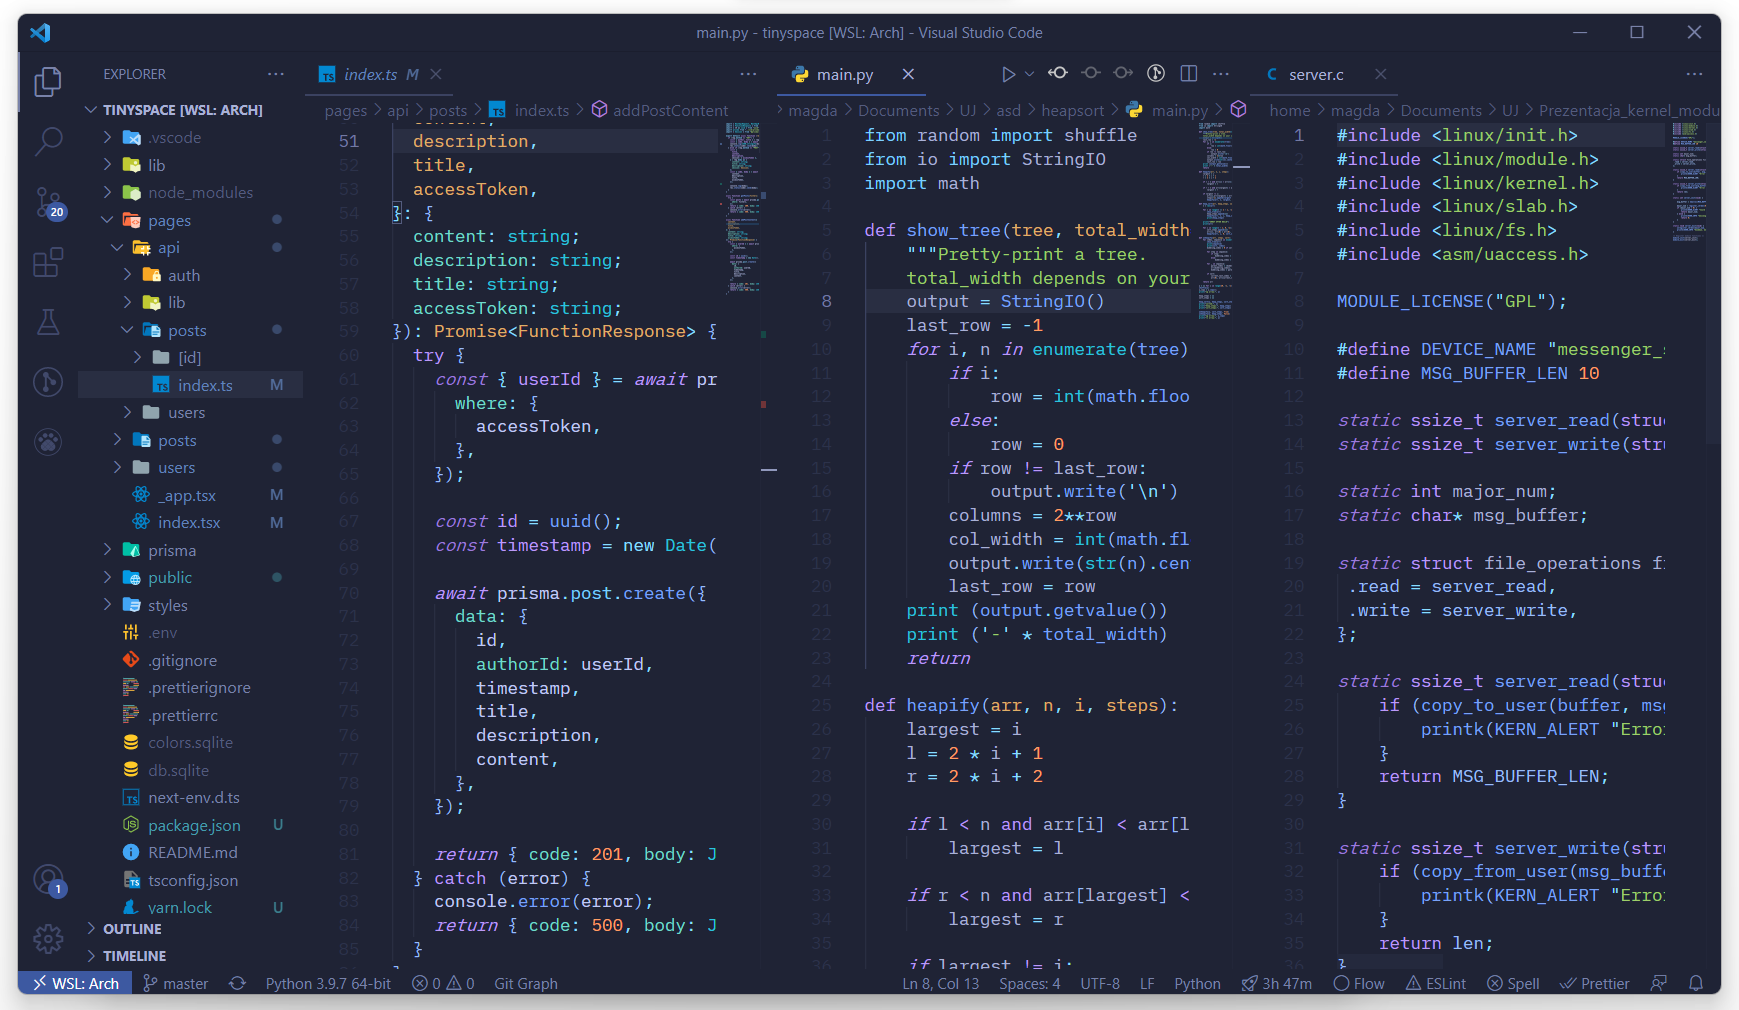 main.py - tinyspace [WSL: Arch] - Visual Studio Code
EXPLORER
TINYSPACE [WSL: ARCH]
.vscode
lib
node_modules
pages
api
auth
lib
posts
[id]
index.ts M
users
posts
users
_app.tsx M
index.tsx M
prisma
public
styles
.env
.gitignore
.prettierignore
.prettierrc
colors.sqlite
db.sqlite
next-env.d.ts
package.json U
README.md
tsconfig.json
yarn.lock U
OUTLINE
TIMELINE
20
1
index.ts M
pages > api > posts > index.ts > addPostContent
51 description,
52 title,
53 accessToken,
54 }: {
55 content: string;
56 description: string;
57 title: string;
58 accessToken: string;
59 }): Promise<FunctionResponse> {
60 try {
61 const { userId } = await pr
62 where: {
63 accessToken,
64 },
65 });
66
67 const id = uuid();
68 const timestamp = new Date(
69
70 await prisma.post.create({
71 data: {
72 id,
73 authorId: userId,
74 timestamp,
75 title,
76 description,
77 content,
78 },
79 });
80
81 return { code: 201, body: J
82 } catch (error) {
83 console.error(error);
84 return { code: 500, body: J
85 }
main.py
> magda > Documents > UJ > asd > heapsort > main.py >
1 from random import shuffle
2 from io import StringIO
3 import math
4
5 def show_tree(tree, total_width
6 """Pretty-print a tree.
7 total_width depends on your
8 output = StringIO()
9 last_row = -1
10 for i, n in enumerate(tree)
11 if i:
12 row = int(math.floo
13 else:
14 row = 0
15 if row != last_row:
16 output.write('\n')
17 columns = 2**row
18 col_width = int(math.fl
19 output.write(str(n).cen
20 last_row = row
21 print (output.getvalue())
22 print ('-' * total_width)
23 return
24
25 def heapify(arr, n, i, steps):
26 largest = i
27 l = 2 * i + 1
28 r = 2 * i + 2
29
30 if l < n and arr[i] < arr[l
31 largest = l
32
33 if r < n and arr[largest] <
34 largest = r
35
36 if largest != i:
server.c
home > magda > Documents > UJ > Prezentacja_kernel_modu
1 #include <linux/init.h>
2 #include <linux/module.h>
3 #include <linux/kernel.h>
4 #include <linux/slab.h>
5 #include <linux/fs.h>
6 #include <asm/uaccess.h>
7
8 MODULE_LICENSE("GPL");
9
10 #define DEVICE_NAME "messenger_s
11 #define MSG_BUFFER_LEN 10
12
13 static ssize_t server_read(struc
14 static ssize_t server_write(stru
15
16 static int major_num;
17 static char* msg_buffer;
18
19 static struct file_operations f
20 .read = server_read,
21 .write = server_write,
22 };
23
24 static ssize_t server_read(struc
25 if (copy_to_user(buffer, msg
26 printk(KERN_ALERT "Erro
27 }
28 return MSG_BUFFER_LEN;
29 }
30
31 static ssize_t server_write(stru
32 if (copy_from_user(msg_buffe
33 printk(KERN_ALERT "Erro
34 }
35 return len;
36 }
WSL: Arch master Python 3.9.7 64-bit 0 0 Git Graph Ln 8, Col 13 Spaces: 4 UTF-8 LF Python 3h 47m Flow ESLint Spell Prettier